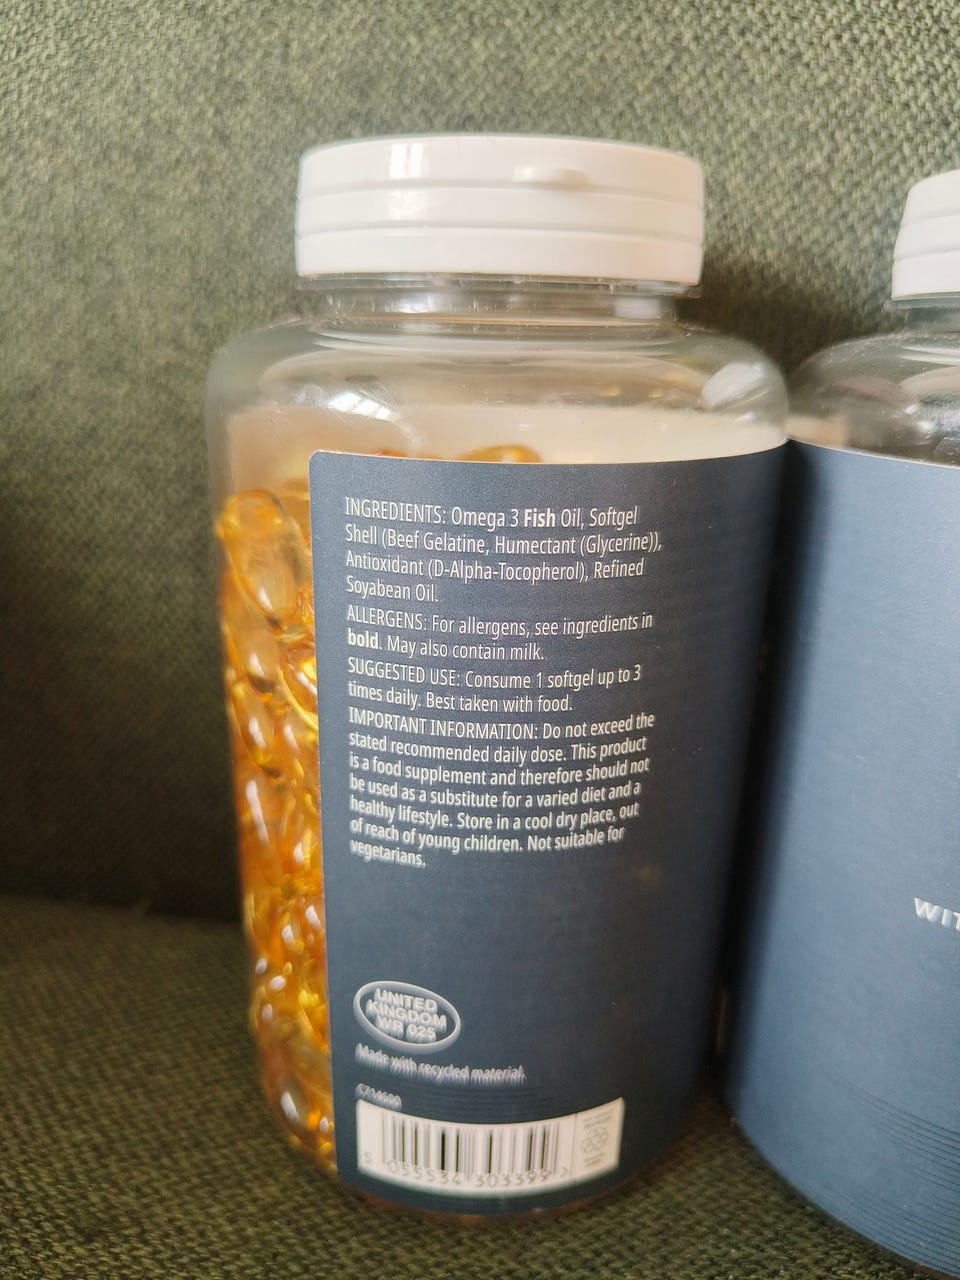 INGREDIENTS: Omega 3 Fish Oil, Softgel
Shell (Beef Gelatine, Humectant (Glycerine)),
Antioxidant (D-Alpha-Tocopherol), Refined
Soyabean Oil.
ALLERGENS: For allergens, see ingredients in
bold. May also contain milk.
SUGGESTED USE: Consume 1 softgel up to 3
times daily. Best taken with food.
IMPORTANT INFORMATION: Do not exceed the
stated recommended daily dose. This product
is a food supplement and therefore should not
be used as a substitute for a varied diet and a
healthy lifestyle. Store in a cool dry place, out
of reach of young children. Not suitable for
vegetarians.
UNITED
KINGDOM
WR 025
Made with recycled material.
5 055534 303399 >
WIT